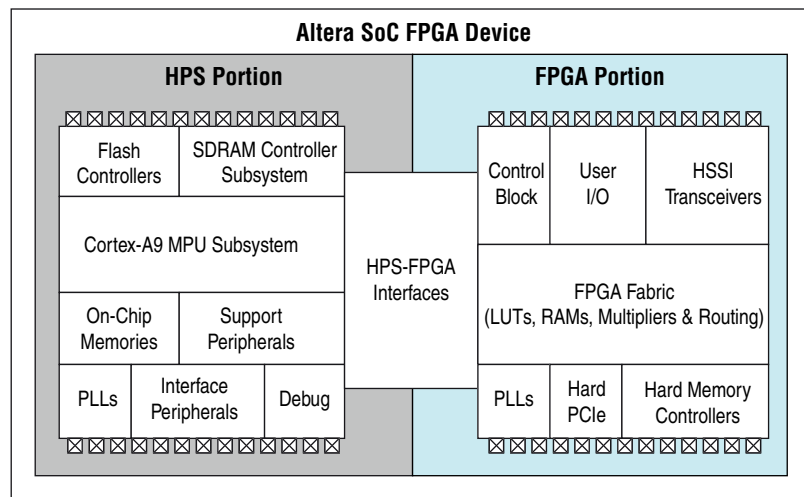 Altera SoC FPGA Device
HPS Portion
FPGA Portion
Flash
Controllers
SDRAM Controller
Subsystem
Cortex-A9 MPU Subsystem
On-Chip
Memories
Support
Peripherals
PLLs
Interface
Peripherals
Debug
HPS-FPGA
Interfaces
Control
Block
User
I/O
HSSI
Transceivers
FPGA Fabric
(LUTs, RAMs, Multipliers & Routing)
PLLs
Hard
PCIe
Hard Memory
Controllers